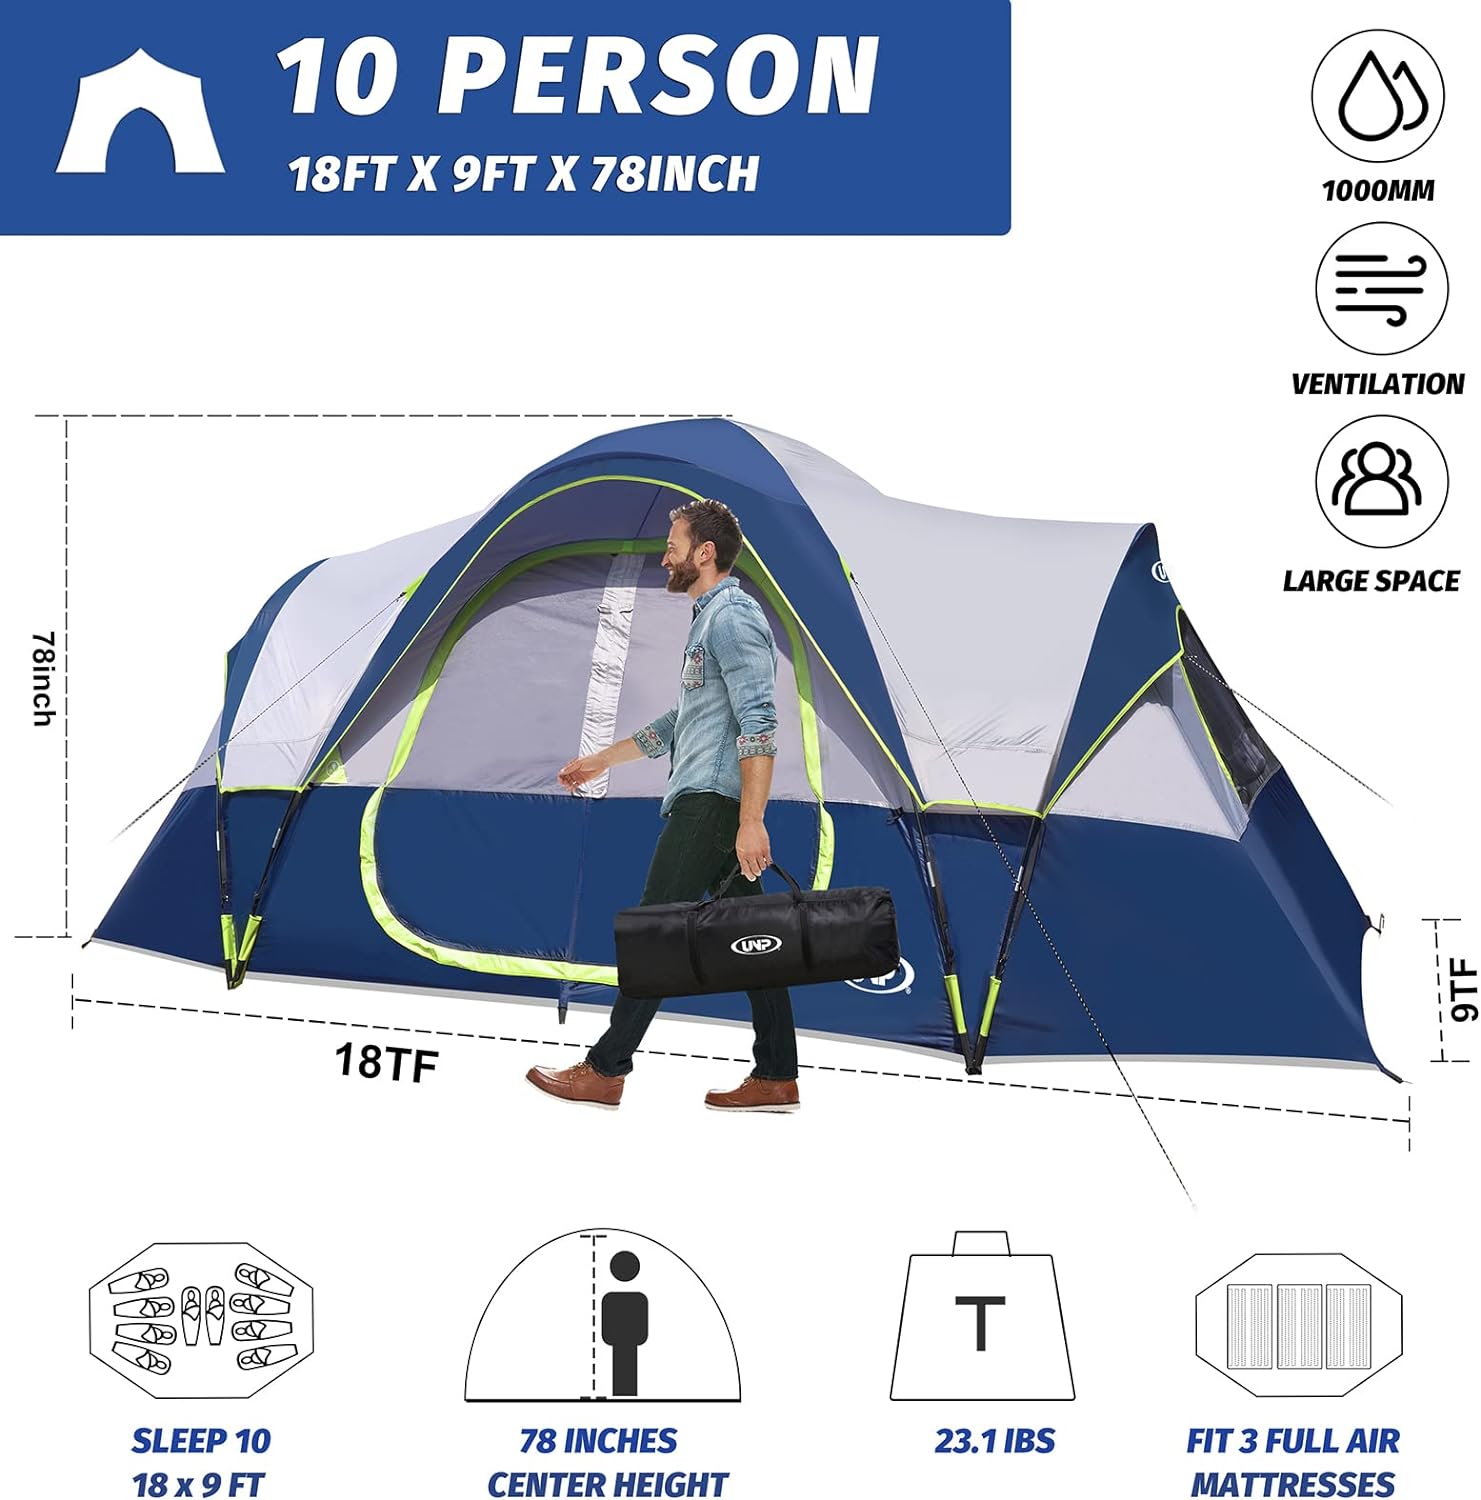 10 PERSON
18FT X 9FT X 78INCH
1000MM
VENTILATION
LARGE SPACE
78inch
UNP
UNP
®
18TF
9TF
T
SLEEP 10
18 x 9 FT
78 INCHES
CENTER HEIGHT
23.1 IBS
FIT 3 FULL AIR
MATTRESSES